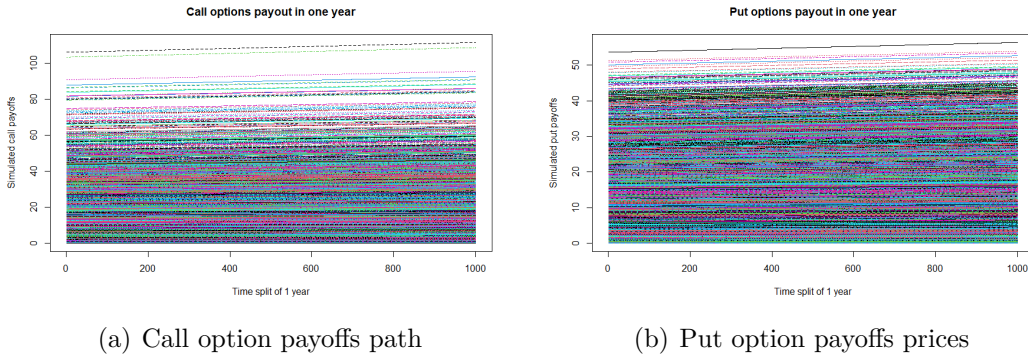 Call options payout in one year
Simulated call payoffs
100
80
60
40
20
0
0 200 400 600 800 1000
Time split of 1 year
(a) Call option payoffs path
Put options payout in one year
Simulated put payoffs
50
40
30
20
10
0
0 200 400 600 800 1000
Time split of 1 year
(b) Put option payoffs prices